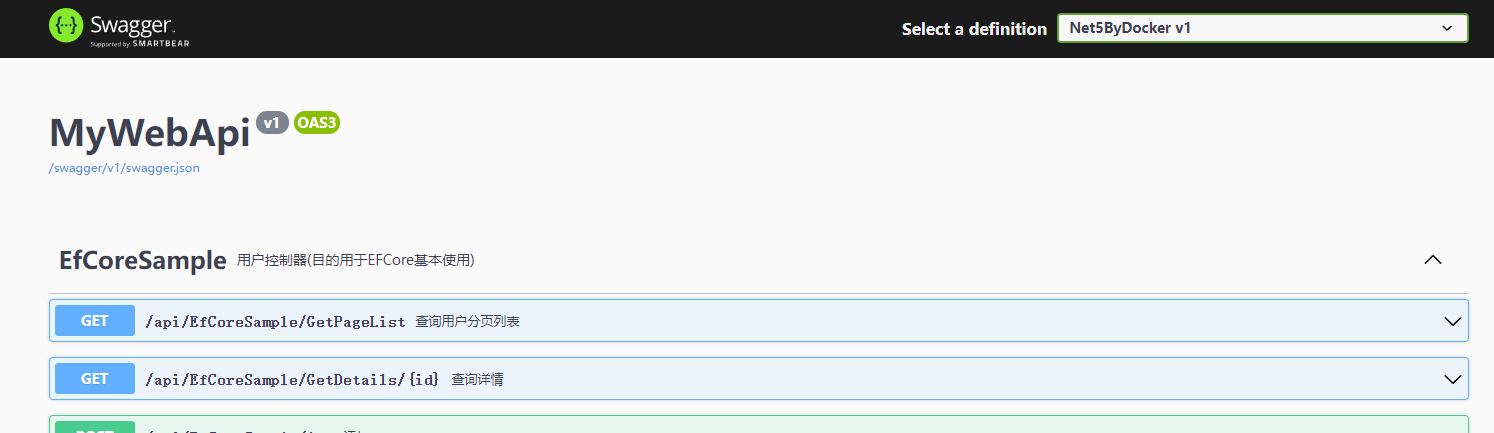 Swagger
Supported by SMARTBEAR
Select a definition
Net5ByDocker v1
MyWebApi v1 OAS3
/swagger/v1/swagger.json
EfCoreSample 用户控制器(目的用于EFCore基本使用)
GET /api/EfCoreSample/GetPageList 查询用户分页列表
GET /api/EfCoreSample/GetDetails/{id} 查询详情